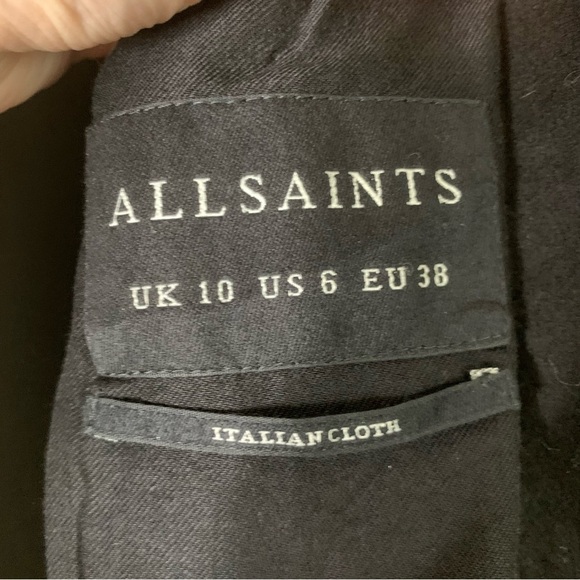 ALLSAINTS
UK 10 US 6 EU 38
ITALIAN CLOTH